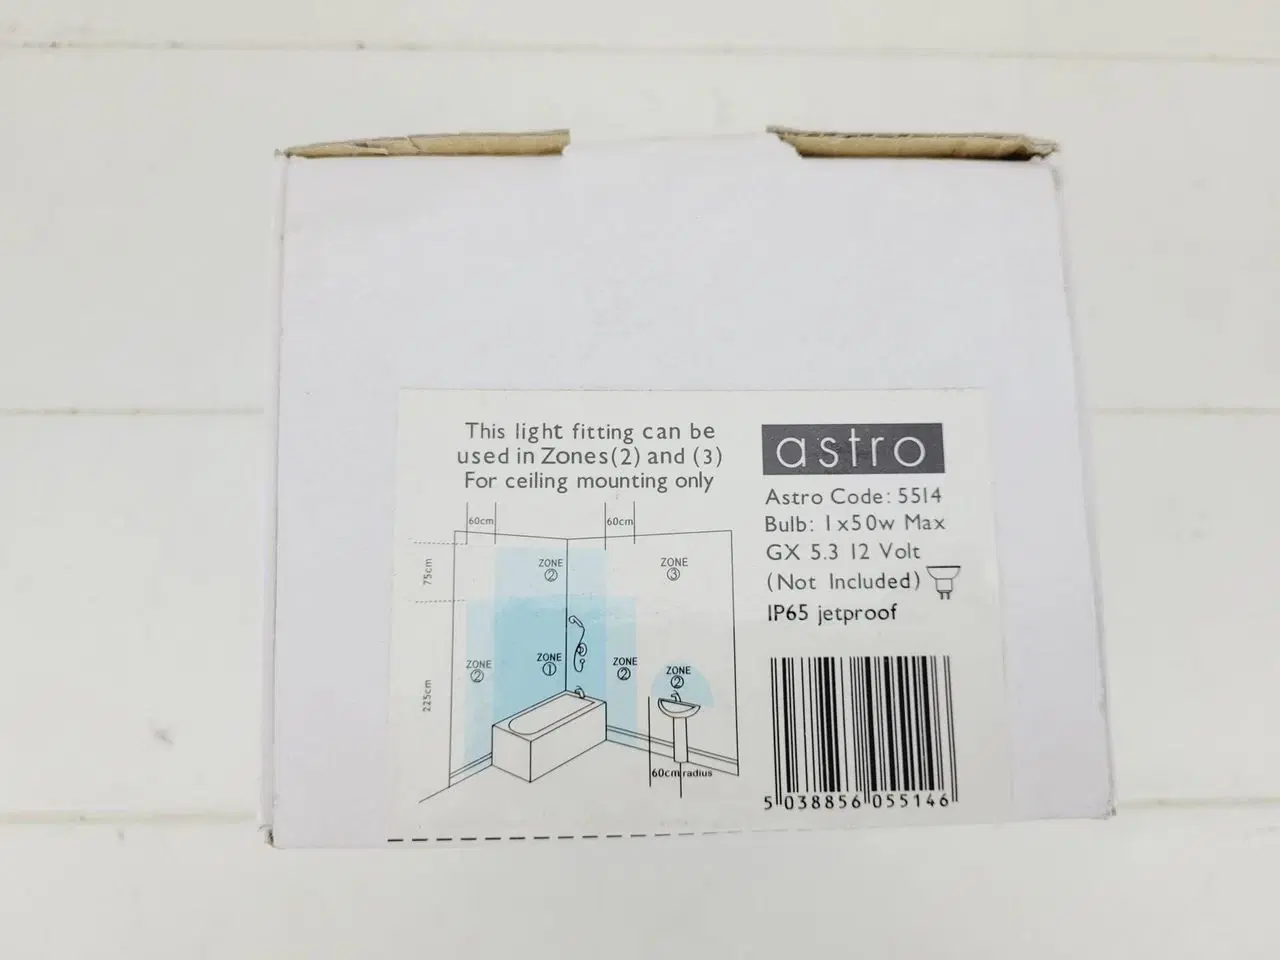 This light fitting can be
used in Zones(2) and (3)
For ceiling mounting only
60cm
60cm
75cm
225cm
ZONE
2
ZONE
3
ZONE
2
ZONE
1
ZONE
2
ZONE
2
60cm radius
astro
Astro Code: 5514
Bulb: 1x50w Max
GX 5.3 12 Volt
(Not Included)
IP65 jetproof
5 038856 055146